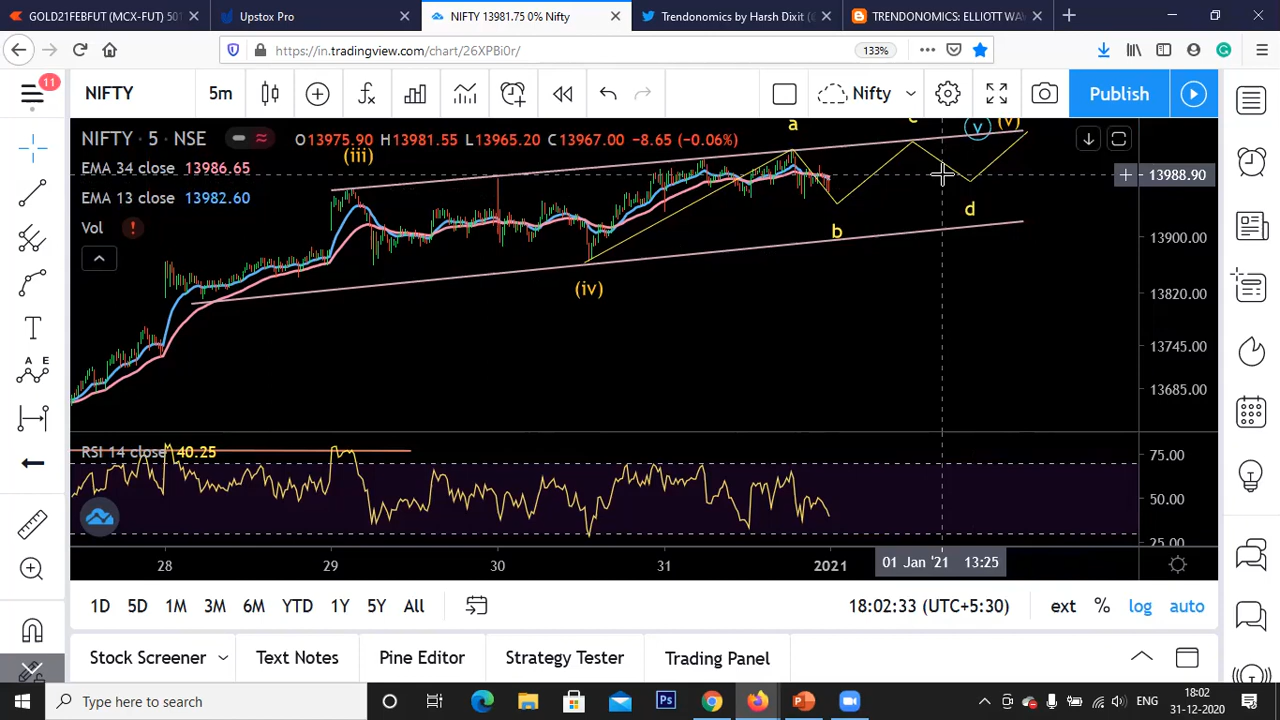 GOLD21FEBFUT (MCX-FUT) 501
Upstox Pro
NIFTY 13981.75 0% Nifty
Trendonomics by Harsh Dixit (
TRENDONOMICS: ELLIOTT WA
https://in.tradingview.com/chart/26XPBi0r/
133%
11
NIFTY
5m
Nifty
Publish
NIFTY · 5 · NSE
O13975.90 H13981.55 L13965.20 C13967.00 -8.65 (-0.06%)
EMA 34 close 13986.65
EMA 13 close 13982.60
Vol
(iii)
a
c
v
(v)
b
d
(iv)
13988.90
13900.00
13820.00
13745.00
13685.00
RSI 14 close 40.25
75.00
50.00
25.00
28
29
30
31
2021
01 Jan '21 13:25
1D
5D
1M
3M
6M
YTD
1Y
5Y
All
18:02:33 (UTC+5:30)
ext
%
log
auto
Stock Screener
Text Notes
Pine Editor
Strategy Tester
Trading Panel
T
A E
Type here to search
Ps
P
ENG
18:02
31-12-2020